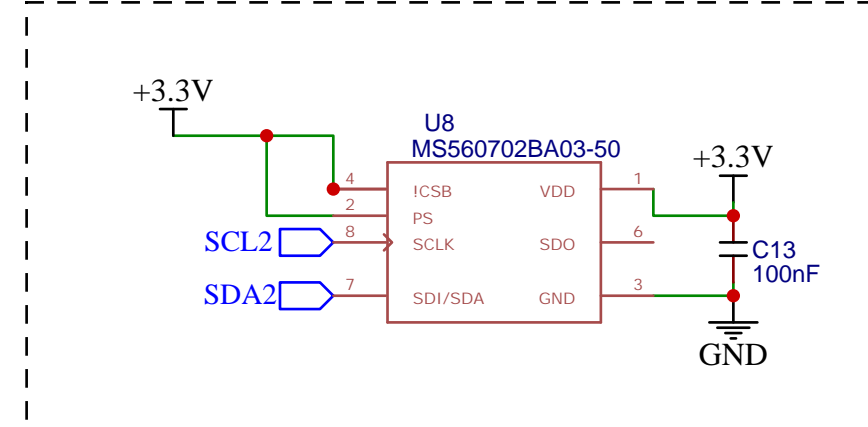 +3.3V
U8
MS560702BA03-50
+3.3V
4
!CSB
VDD
1
2
PS
SCL2
8
SCLK
SDO
6
C13
100nF
SDA2
7
SDI/SDA
GND
3
GND